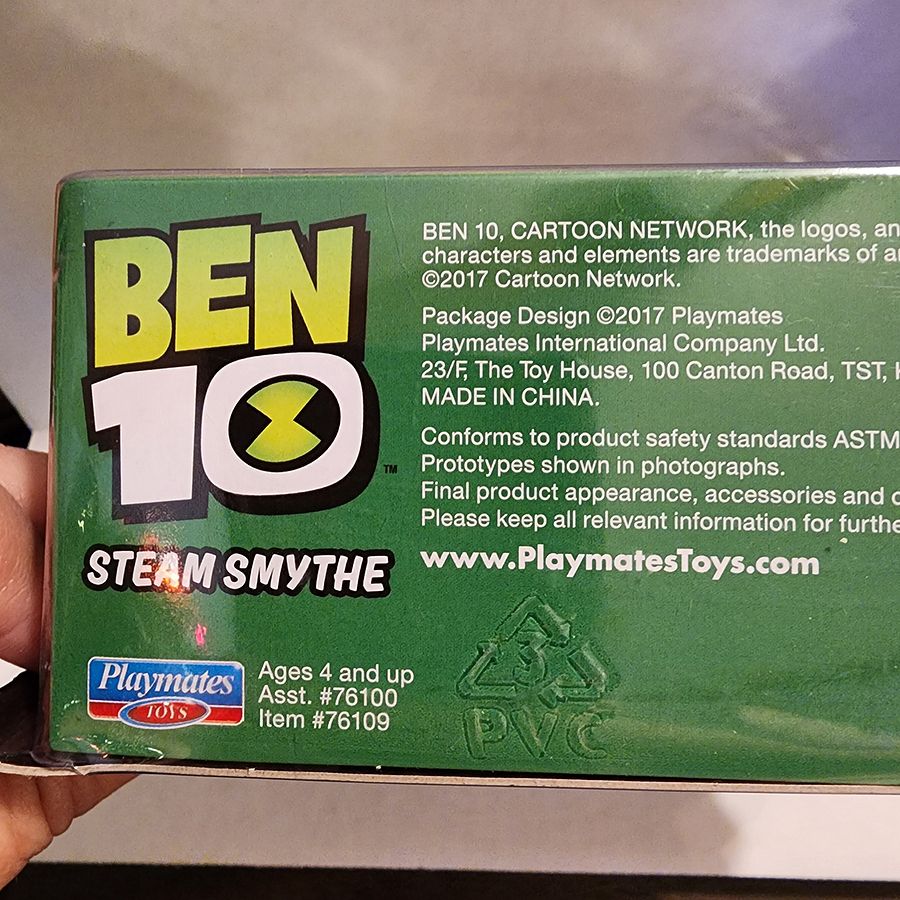 BEN
10
™
STEAM SMYTHE
Playmates
TOYS
Ages 4 and up
Asst. #76100
Item #76109
BEN 10, CARTOON NETWORK, the logos, an
characters and elements are trademarks of a
©2017 Cartoon Network.
Package Design ©2017 Playmates
Playmates International Company Ltd.
23/F, The Toy House, 100 Canton Road, TST,
MADE IN CHINA.
Conforms to product safety standards ASTM
Prototypes shown in photographs.
Final product appearance, accessories and
Please keep all relevant information for furthe
www.PlaymatesToys.com
3
PVC